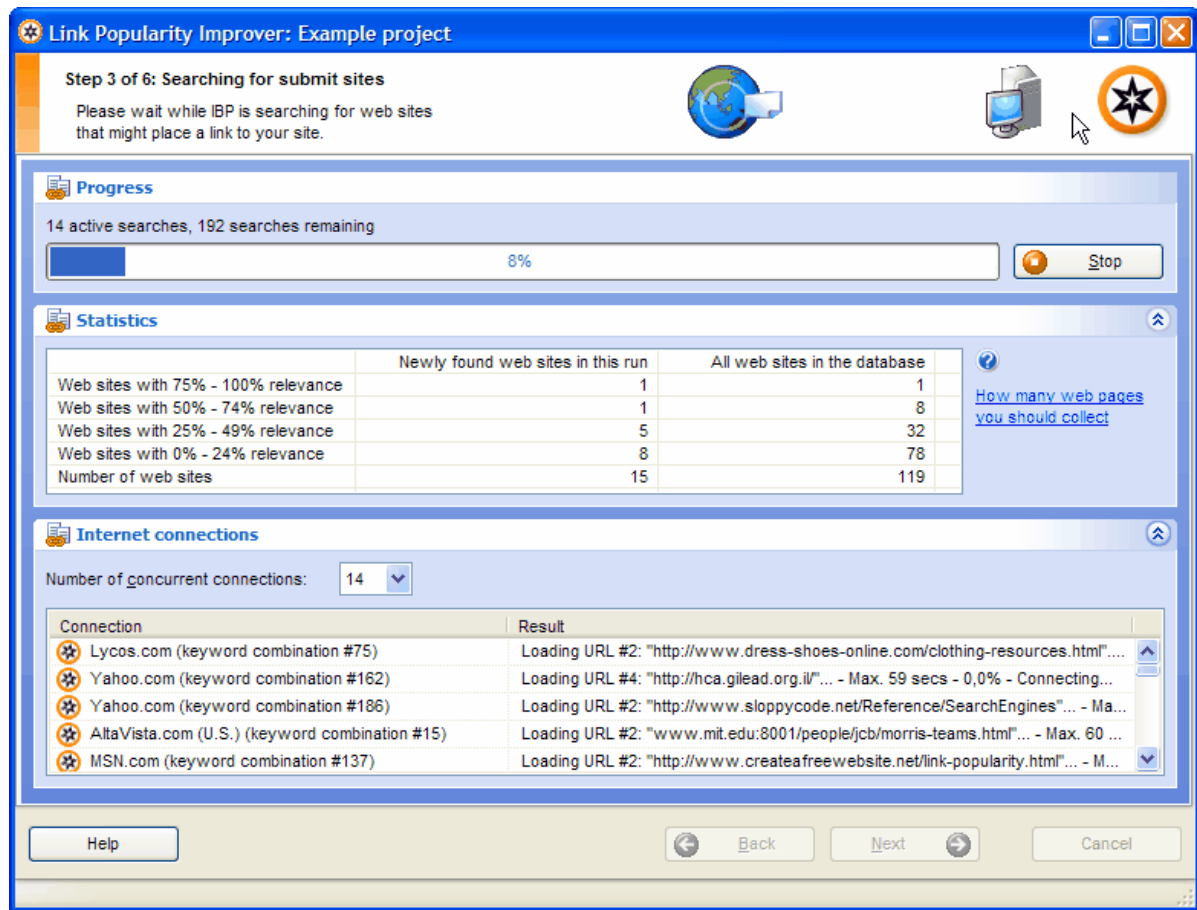 Link Popularity Improver: Example project
Step 3 of 6: Searching for submit sites
Please wait while IBP is searching for web sites
that might place a link to your site.
Progress
14 active searches, 192 searches remaining
8%
Stop
Statistics
Newly found web sites in this run All web sites in the database
Web sites with 75% - 100% relevance 1 1
Web sites with 50% - 74% relevance 1 8
Web sites with 25% - 49% relevance 5 32
Web sites with 0% - 24% relevance 8 78
Number of web sites 15 119
How many web pages
you should collect
Internet connections
Number of concurrent connections: 14
Connection Result
Lycos.com (keyword combination #75) Loading URL #2: "http://www.dress-shoes-online.com/clothing-resources.html"....
Yahoo.com (keyword combination #162) Loading URL #4: "http://hca.gilead.org.il/"... - Max. 59 secs - 0,0% - Connecting...
Yahoo.com (keyword combination #186) Loading URL #2: "http://www.sloppycode.net/Reference/SearchEngines"... - Ma...
AltaVista.com (U.S.) (keyword combination #15) Loading URL #2: "www.mit.edu:8001/people/jcb/morris-teams.html"... - Max. 60 ...
MSN.com (keyword combination #137) Loading URL #2: "http://www.createafreewebsite.net/link-popularity.html"... - M...
Help Back Next Cancel